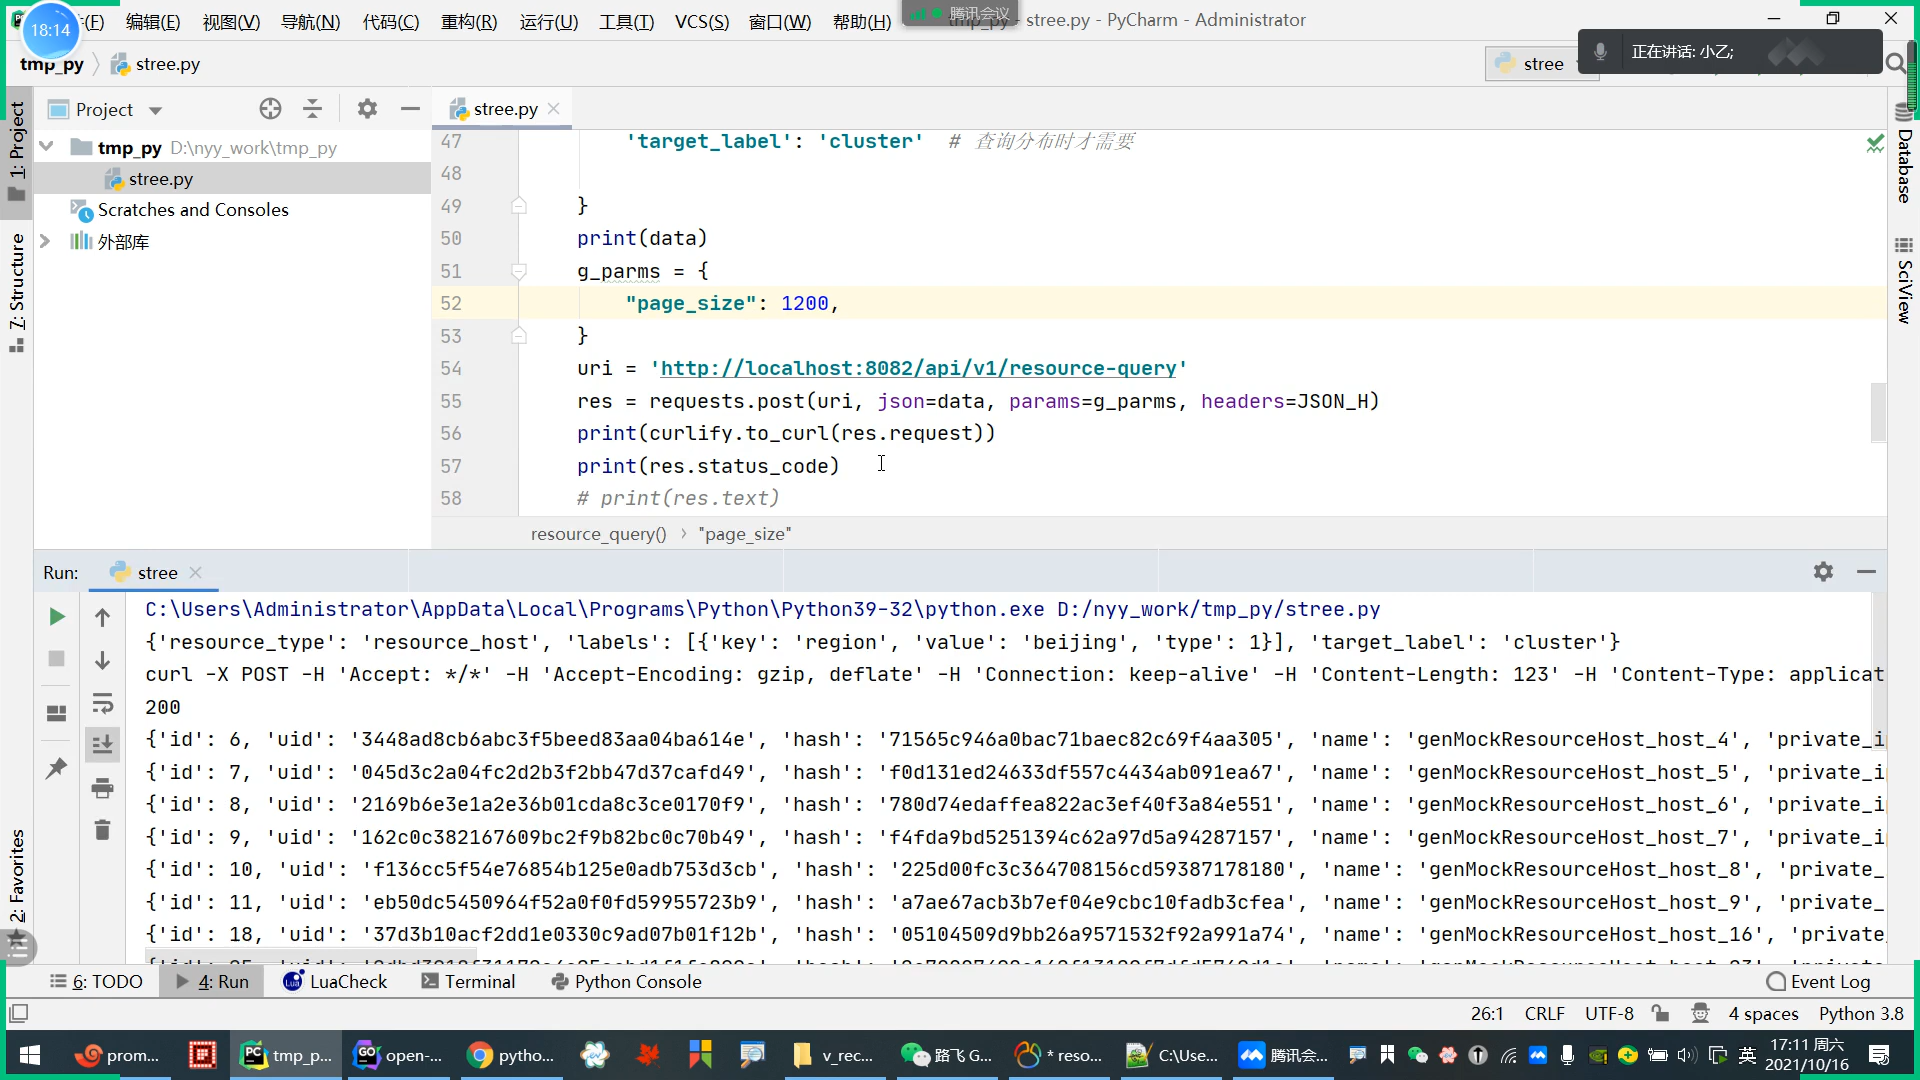 18:14
(F) 编辑(E) 视图(V) 导航(N) 代码(C) 重构(R) 运行(U) 工具(T) VCS(S) 窗口(W) 帮助(H) 腾讯会议 - stree.py - PyCharm - Administrator
正在讲话: 小乙;
tmp_py stree.py stree
Project stree.py
1: Project
7: Structure
2: Favorites
Database
SciView
tmp_py D:\nyy_work\tmp_py
stree.py
Scratches and Consoles
外部库
47 'target_label': 'cluster' # 查询分布时才需要
48
49 }
50 print(data)
51 g_parms = {
52 "page_size": 1200,
53 }
54 uri = 'http://localhost:8082/api/v1/resource-query'
55 res = requests.post(uri, json=data, params=g_parms, headers=JSON_H)
56 print(curlify.to_curl(res.request))
57 print(res.status_code)
58 # print(res.text)
resource_query() › "page_size"
Run: stree
C:\Users\Administrator\AppData\Local\Programs\Python\Python39-32\python.exe D:/nyy_work/tmp_py/stree.py
{'resource_type': 'resource_host', 'labels': [{'key': 'region', 'value': 'beijing', 'type': 1}], 'target_label': 'cluster'}
curl -X POST -H 'Accept: */*' -H 'Accept-Encoding: gzip, deflate' -H 'Connection: keep-alive' -H 'Content-Length: 123' -H 'Content-Type: applicat
200
{'id': 6, 'uid': '3448ad8cb6abc3f5beed83aa04ba614e', 'hash': '71565c946a0bac71baec82c69f4aa305', 'name': 'genMockResourceHost_host_4', 'private_i
{'id': 7, 'uid': '045d3c2a04fc2d2b3f2bb47d37cafd49', 'hash': 'f0d131ed24633df557c4434ab091ea67', 'name': 'genMockResourceHost_host_5', 'private_i
{'id': 8, 'uid': '2169b6e3e1a2e36b01cda8c3ce0170f9', 'hash': '780d74edaffea822ac3ef40f3a84e551', 'name': 'genMockResourceHost_host_6', 'private_i
{'id': 9, 'uid': '162c0c382167609bc2f9b82bc0c70b49', 'hash': 'f4fda9bd5251394c62a97d5a94287157', 'name': 'genMockResourceHost_host_7', 'private_i
{'id': 10, 'uid': 'f136cc5f54e76854b125e0adb753d3cb', 'hash': '225d00fc3c364708156cd59387178180', 'name': 'genMockResourceHost_host_8', 'private_
{'id': 11, 'uid': 'eb50dc5450964f52a0f0fd59955723b9', 'hash': 'a7ae67acb3b7ef04e9cbc10fadb3cfea', 'name': 'genMockResourceHost_host_9', 'private_
{'id': 18, 'uid': '37d3b10acf2dd1e0330c9ad07b01f12b', 'hash': '05104509d9bb26a9571532f92a991a74', 'name': 'genMockResourceHost_host_16', 'private
6: TODO 4: Run LuaCheck Terminal Python Console Event Log
26:1 CRLF UTF-8 4 spaces Python 3.8
prom... tmp_p... open-... pytho... v_rec... 路飞 G... * reso... C:\Use... 腾讯会... 英 17:11 周六
2021/10/16